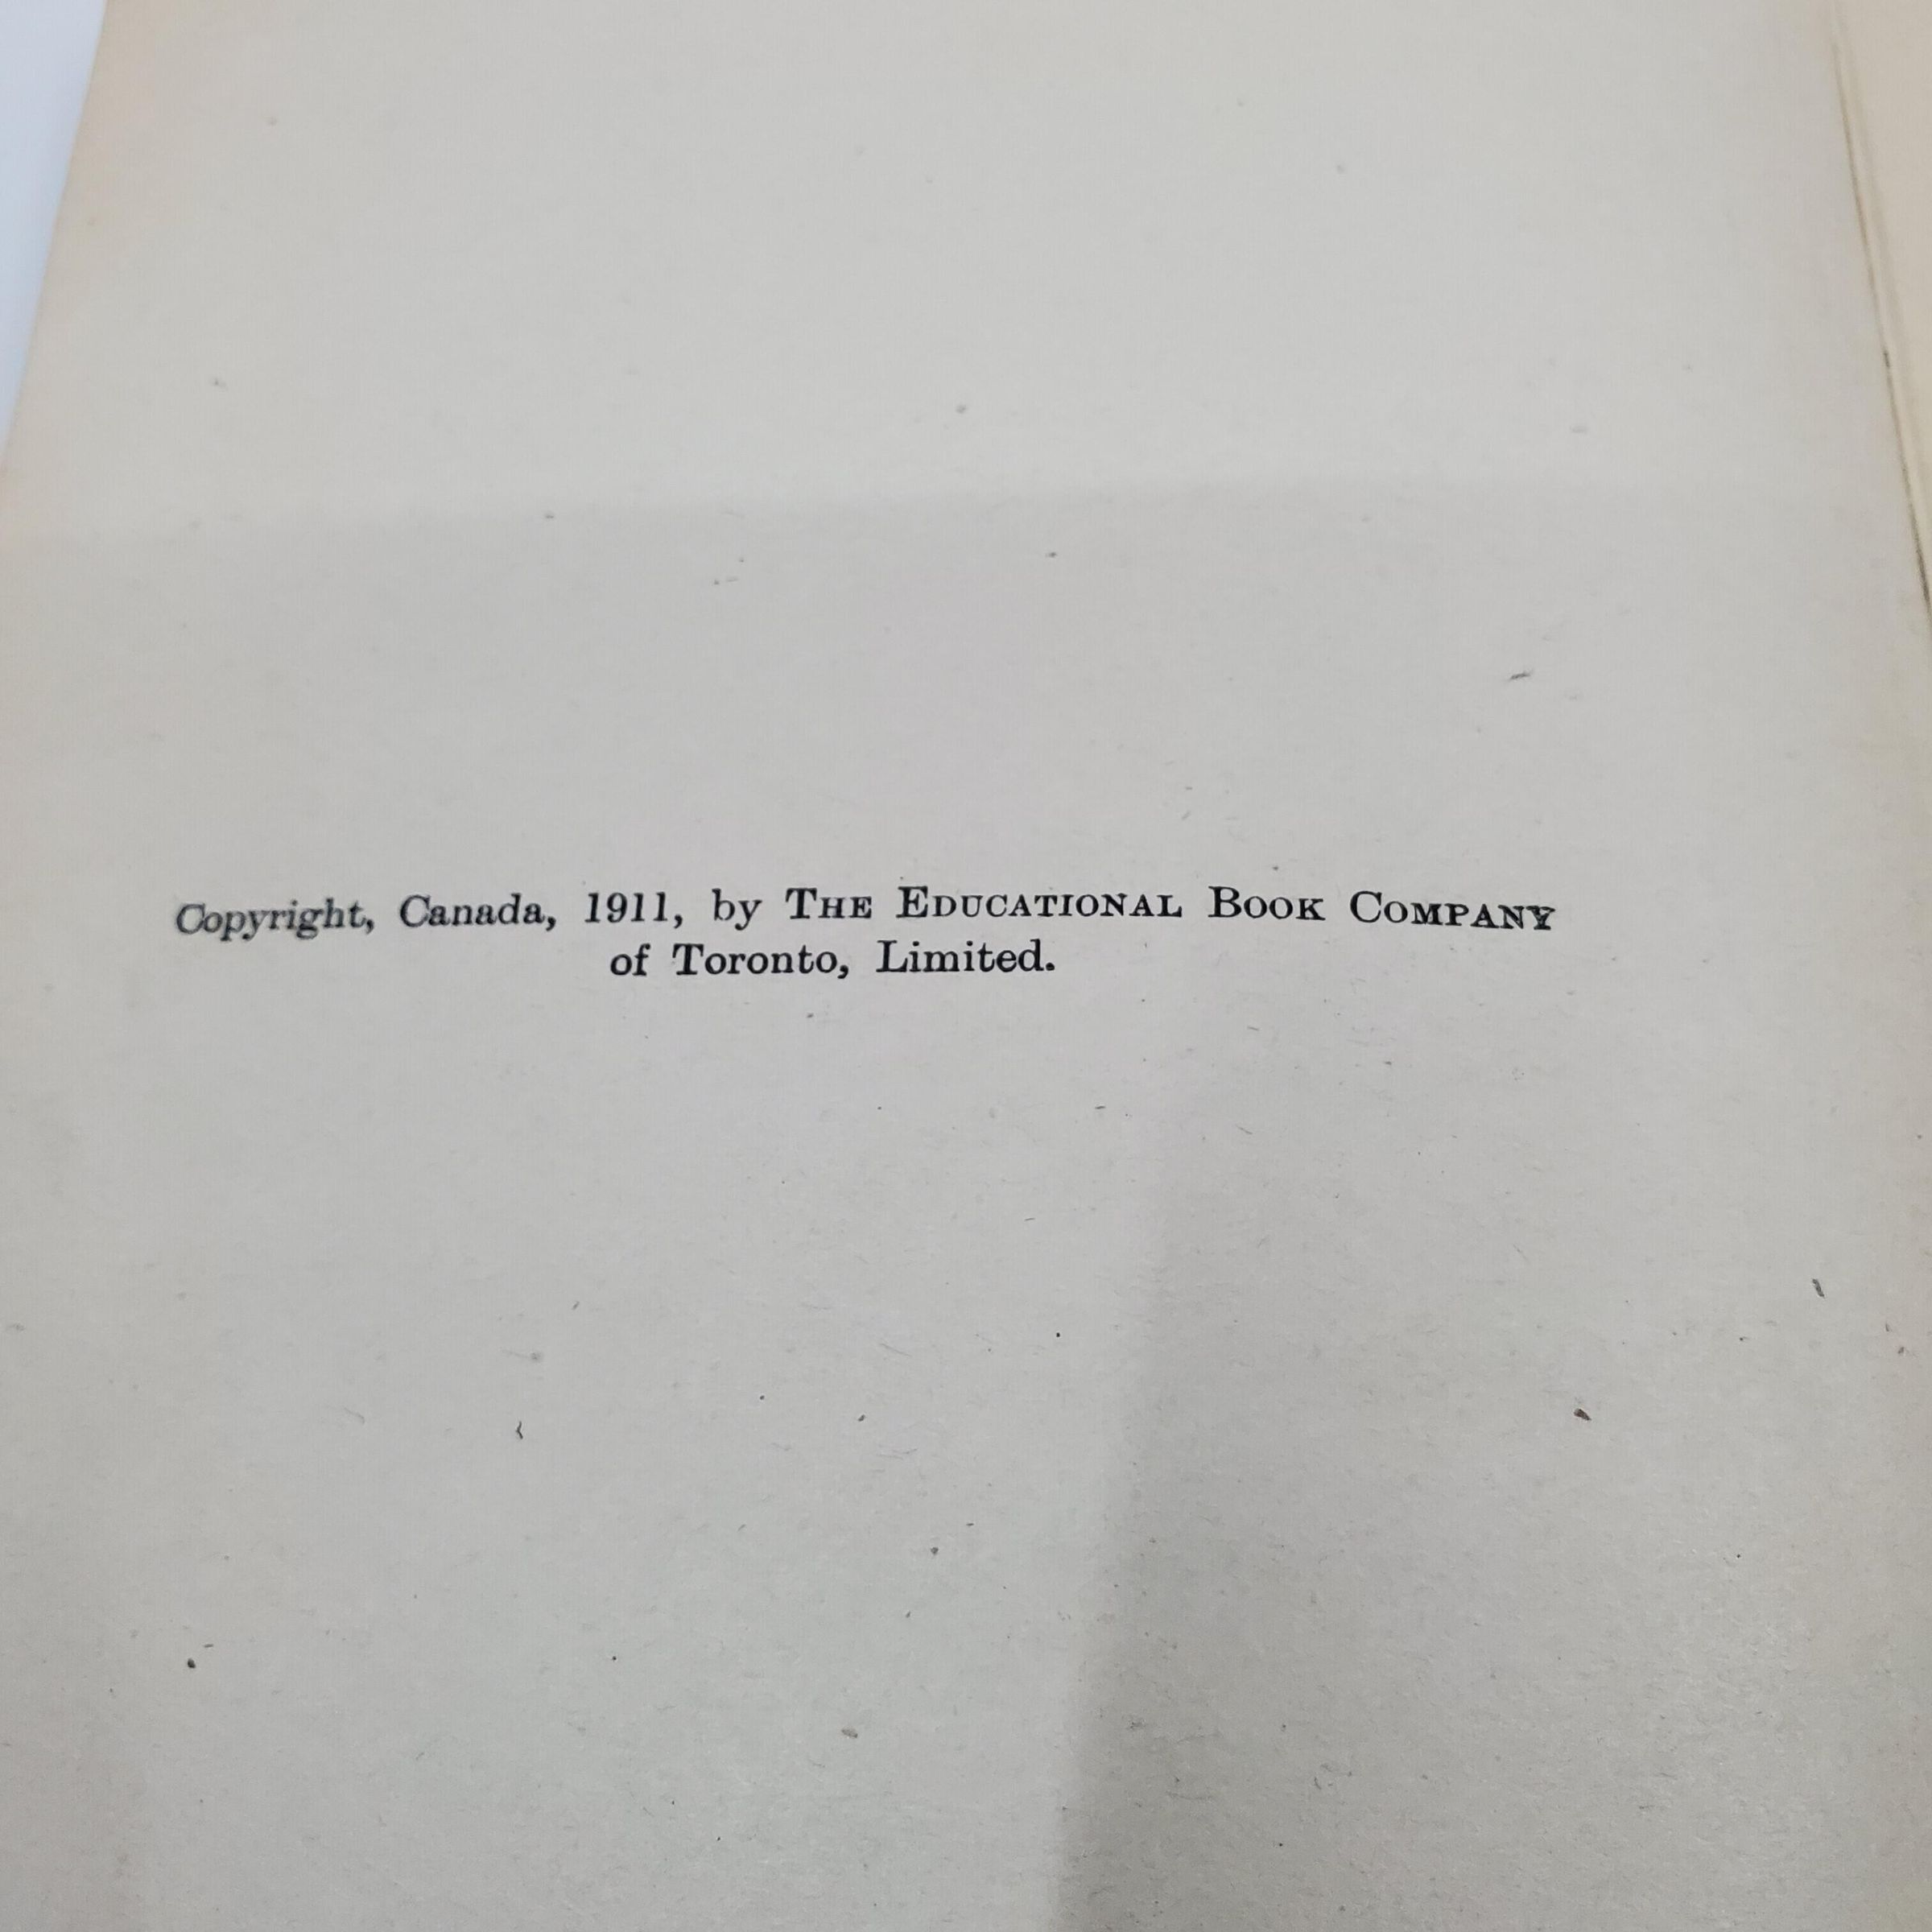 Copyright, Canada, 1911, by THE EDUCATIONAL BOOK COMPANY
of Toronto, Limited.